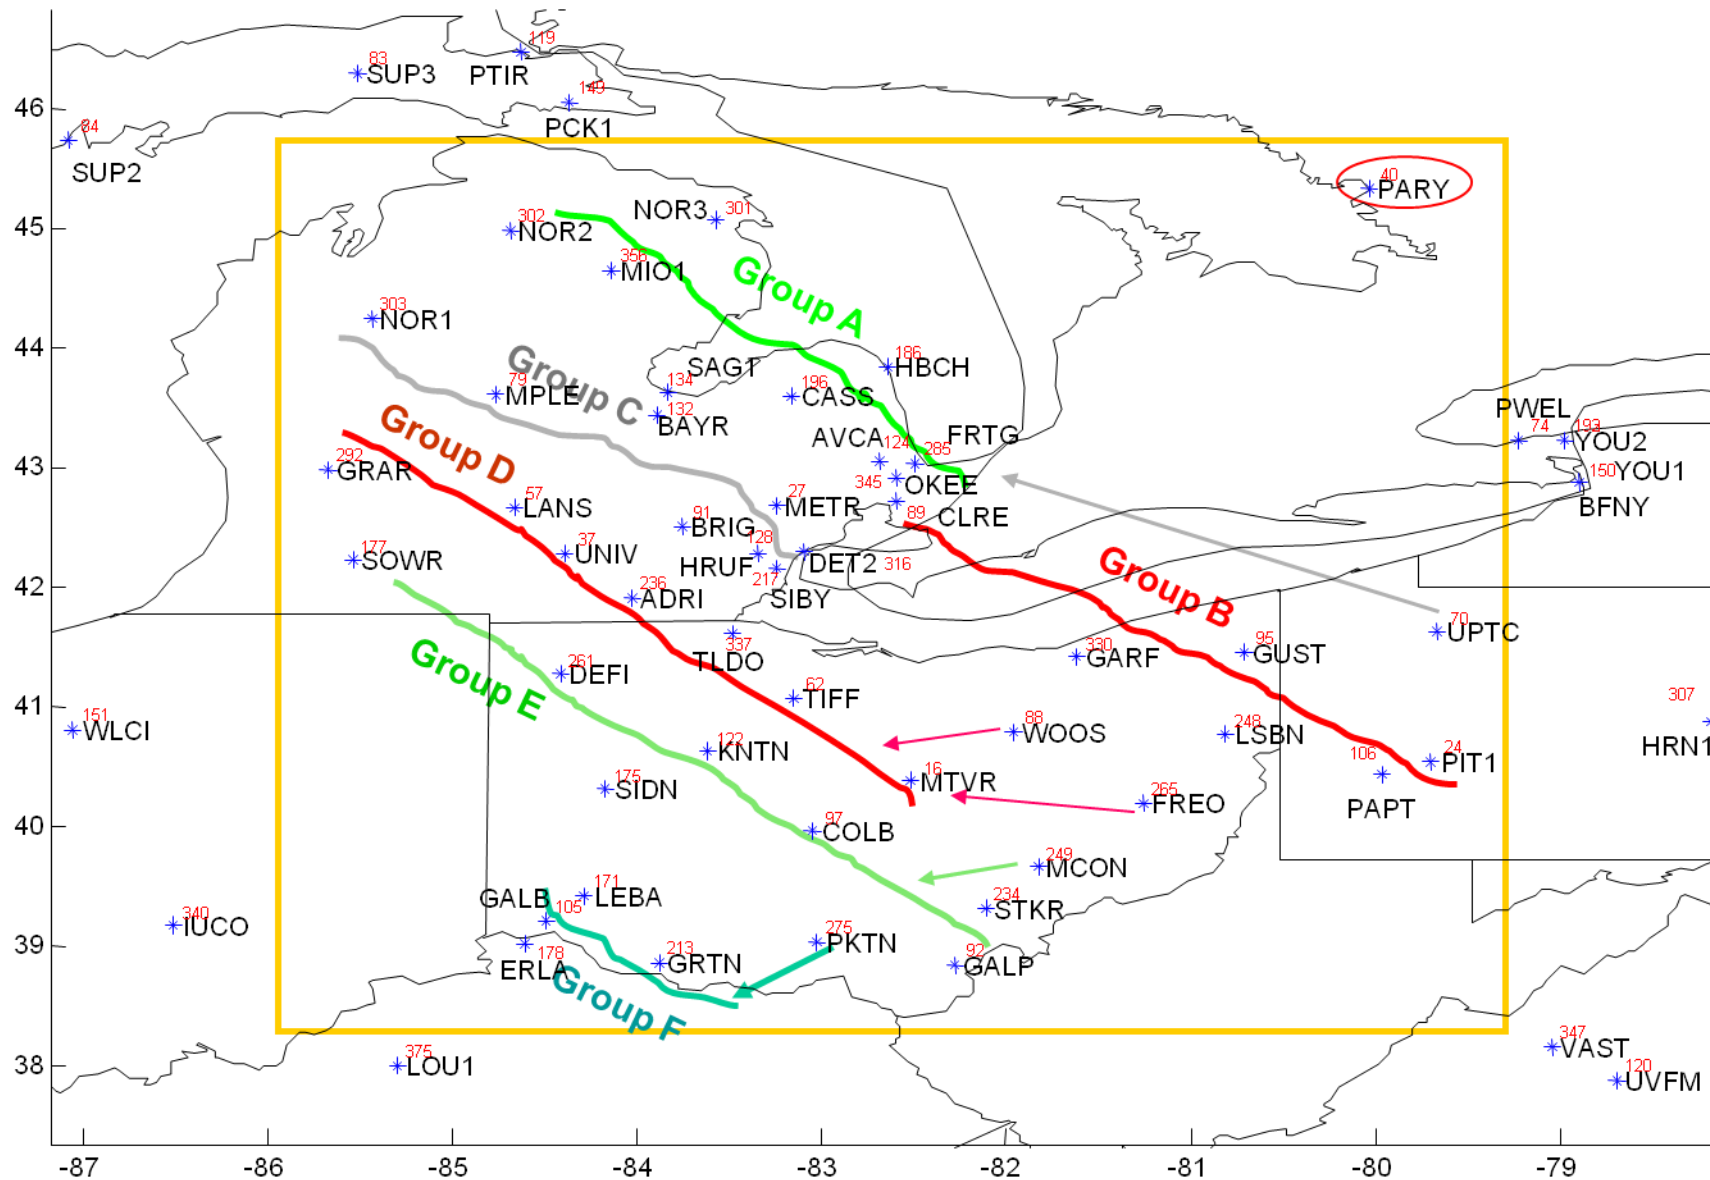 119
83
SUP3
PTIR
149
46
PCK1
84
SUP2
40
PARY
NOR3
301
302
NOR2
45
356
MIO1
Group A
303
NOR1
44
Group C
SAG1
186
HBCH
134
79
MPLE
196
CASS
132
BAYR
PWEL
Group D
AVCA
124
285
FRTG
74
193
YOU2
43
292
GRAR
345
OKEE
150
YOU1
57
LANS
27
METR
89
CLRE
BFNY
91
BRIG
37
UNIV
128
177
SOWR
HRUF
DET2
316
Group B
217
42
236
ADRI
SIBY
70
UPTC
337
TLDO
330
GARF
95
GUST
Group E
261
DEFI
62
TIFF
41
151
WLCI
88
WOOS
248
LSBN
307
HRN1
122
KNTN
106
24
PIT1
175
SIDN
16
MTVR
265
FREO
PAPT
40
97
COLB
249
MCON
171
LEBA
GALB
105
234
STKR
340
IUCO
39
275
PKTN
178
ERLA
213
GRTN
92
GALP
Group F
38
375
LOU1
347
VAST
120
UVFM
-87
-86
-85
-84
-83
-82
-81
-80
-79